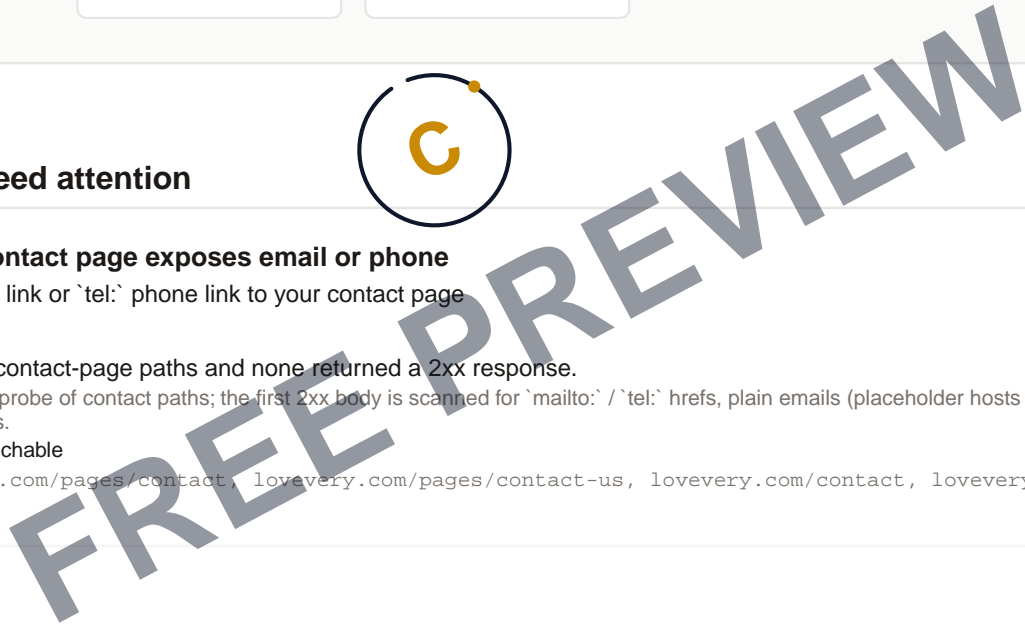 C
eed attention
ontact page exposes email or phone
link or `tel:` phone link to your contact page
contact-page paths and none returned a 2xx response.
probe of contact paths; the first 2xx body is scanned for `mailto:` / `tel:` hrefs, plain emails (placeholder hosts
s.
chable
.com/pages/contact, lovevery.com/pages/contact-us, lovevery.com/contact, lovevery
FREE PREVIEW